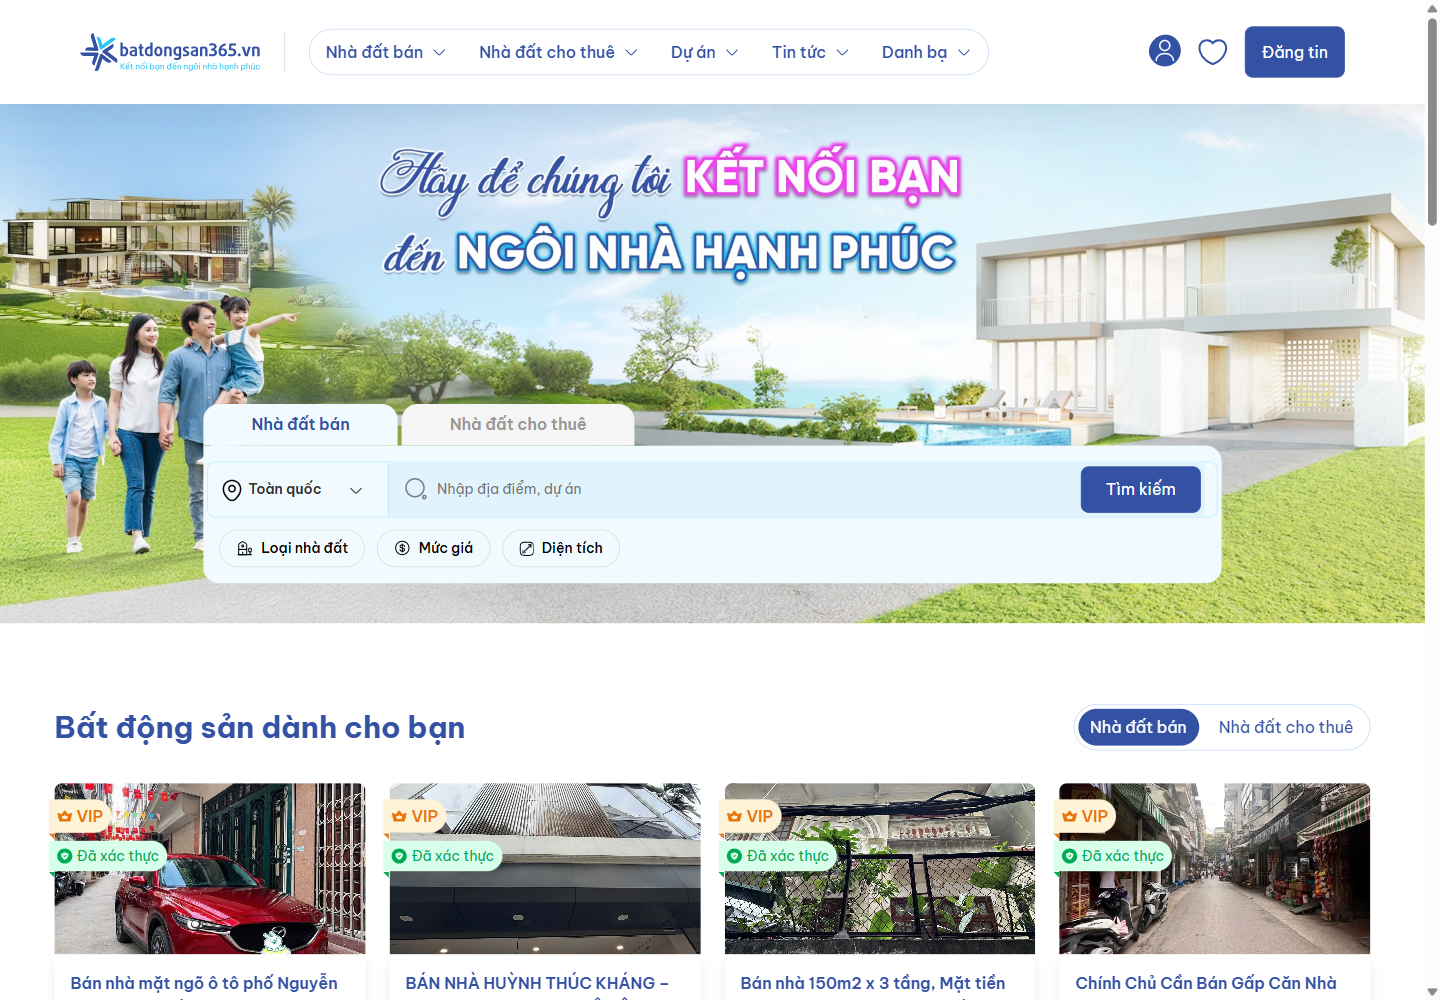 batdongsan365.vn
Kết nối bạn đến ngôi nhà hạnh phúc
Nhà đất bán
Nhà đất cho thuê
Dự án
Tin tức
Danh bạ
Đăng tin
Hãy để chúng tôi KẾT NỐI BẠN
đến NGÔI NHÀ HẠNH PHÚC
Nhà đất bán
Nhà đất cho thuê
Toàn quốc
Nhập địa điểm, dự án
Tìm kiếm
Loại nhà đất
Mức giá
Diện tích
Bất động sản dành cho bạn
Nhà đất bán
Nhà đất cho thuê
VIP
Đã xác thực
VIP
Đã xác thực
VIP
Đã xác thực
VIP
Đã xác thực
Bán nhà mặt ngõ ô tô phố Nguyễn
BÁN NHÀ HUỲNH THÚC KHÁNG –
Bán nhà 150m2 x 3 tầng, Mặt tiền
Chính Chủ Cần Bán Gấp Căn Nhà